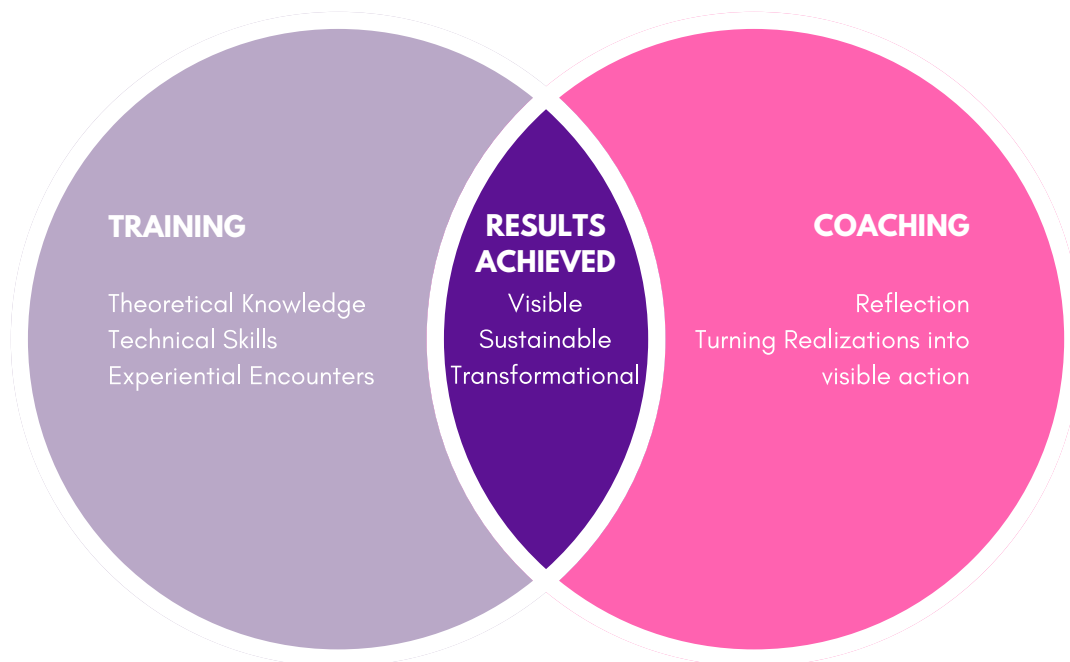 TRAINING
Theoretical Knowledge
Technical Skills
Experiential Encounters
RESULTS
ACHIEVED
Visible
Sustainable
Transformational
COACHING
Reflection
Turning Realizations into
visible action